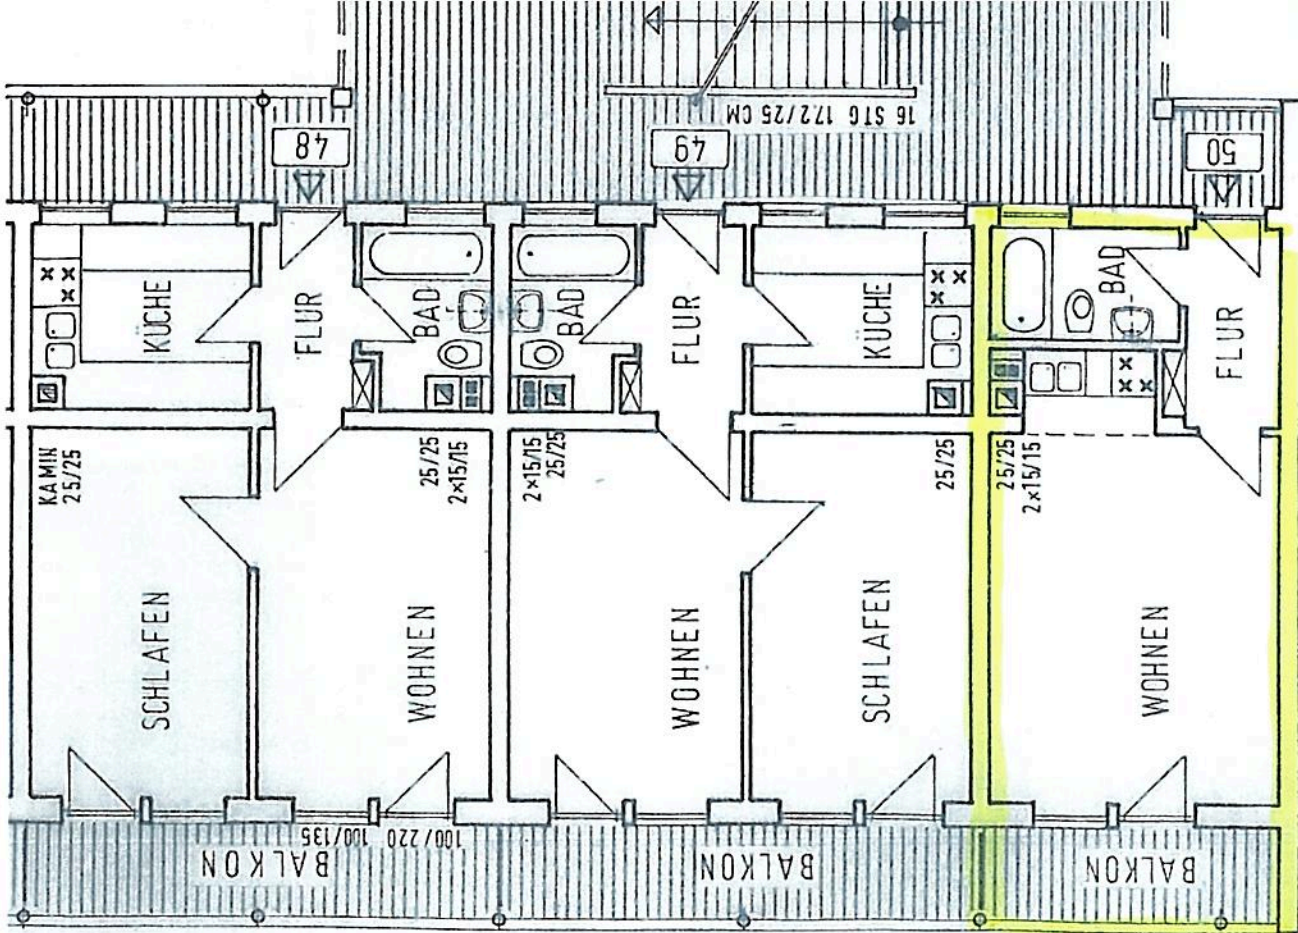 16 STG 17.2/25 CM
48
49
50
KÜCHE
FLUR
BAD
BAD
FLUR
KÜCHE
BAD
FLUR
KAMIN
25/25
25/25
2×15/15
2×15/15
25/25
25/25
25/25
2×15/15
SCHLAFEN
WOHNEN
WOHNEN
SCHLAFEN
WOHNEN
100/135
100/220
BALKON
BALKON
BALKON